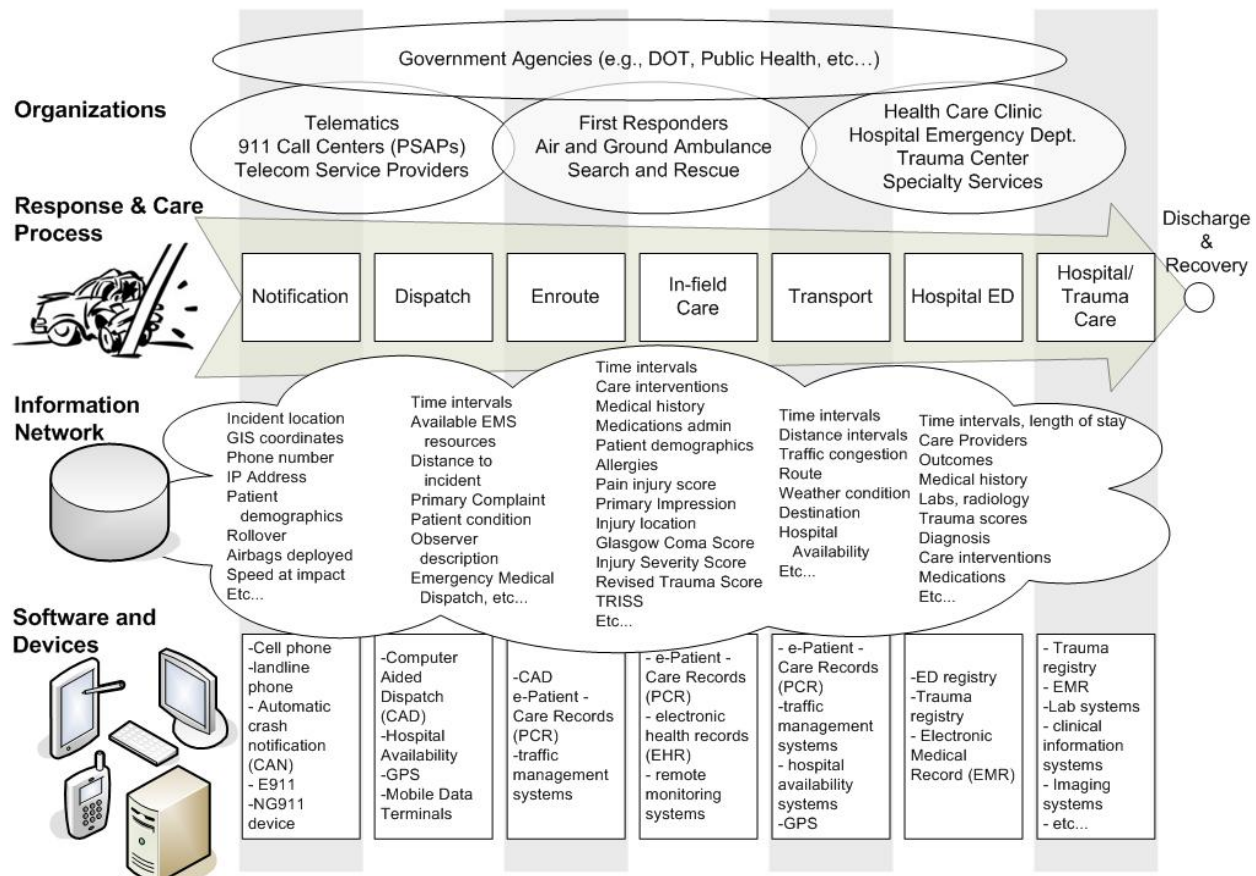 Government Agencies (e.g., DOT, Public Health, etc…)
Organizations
Telematics
911 Call Centers (PSAPs)
Telecom Service Providers
First Responders
Air and Ground Ambulance
Search and Rescue
Health Care Clinic
Hospital Emergency Dept.
Trauma Center
Specialty Services
Response & Care
Process
Notification
Dispatch
Enroute
In-field
Care
Transport
Hospital ED
Hospital/
Trauma
Care
Discharge
&
Recovery
Information
Network
Incident location
GIS coordinates
Phone number
IP Address
Patient
demographics
Rollover
Airbags deployed
Speed at impact
Etc...
Time intervals
Available EMS
resources
Distance to
incident
Primary Complaint
Patient condition
Observer
description
Emergency Medical
Dispatch, etc...
Time intervals
Care interventions
Medical history
Medications admin
Patient demographics
Allergies
Pain injury score
Primary Impression
Injury location
Glasgow Coma Score
Injury Severity Score
Revised Trauma Score
TRISS
Etc...
Time intervals
Distance intervals
Traffic congestion
Route
Weather condition
Destination
Hospital
Availability
Etc...
Time intervals, length of stay
Care Providers
Outcomes
Medical history
Labs, radiology
Trauma scores
Diagnosis
Care interventions
Medications
Etc...
Software and
Devices
-Cell phone
-landline
phone
- Automatic
crash
notification
(CAN)
- E911
-NG911
device
-Computer
Aided
Dispatch
(CAD)
-Hospital
Availability
-GPS
-Mobile Data
Terminals
-CAD
e-Patient -
Care Records
(PCR)
-traffic
management
systems
- e-Patient -
Care Records
(PCR)
- electronic
health records
(EHR)
- remote
monitoring
systems
- e-Patient -
Care Records
(PCR)
-traffic
management
systems
- hospital
availability
systems
-GPS
-ED registry
-Trauma
registry
- Electronic
Medical
Record (EMR)
- Trauma
registry
- EMR
-Lab systems
- clinical
information
systems
- Imaging
systems
- etc...